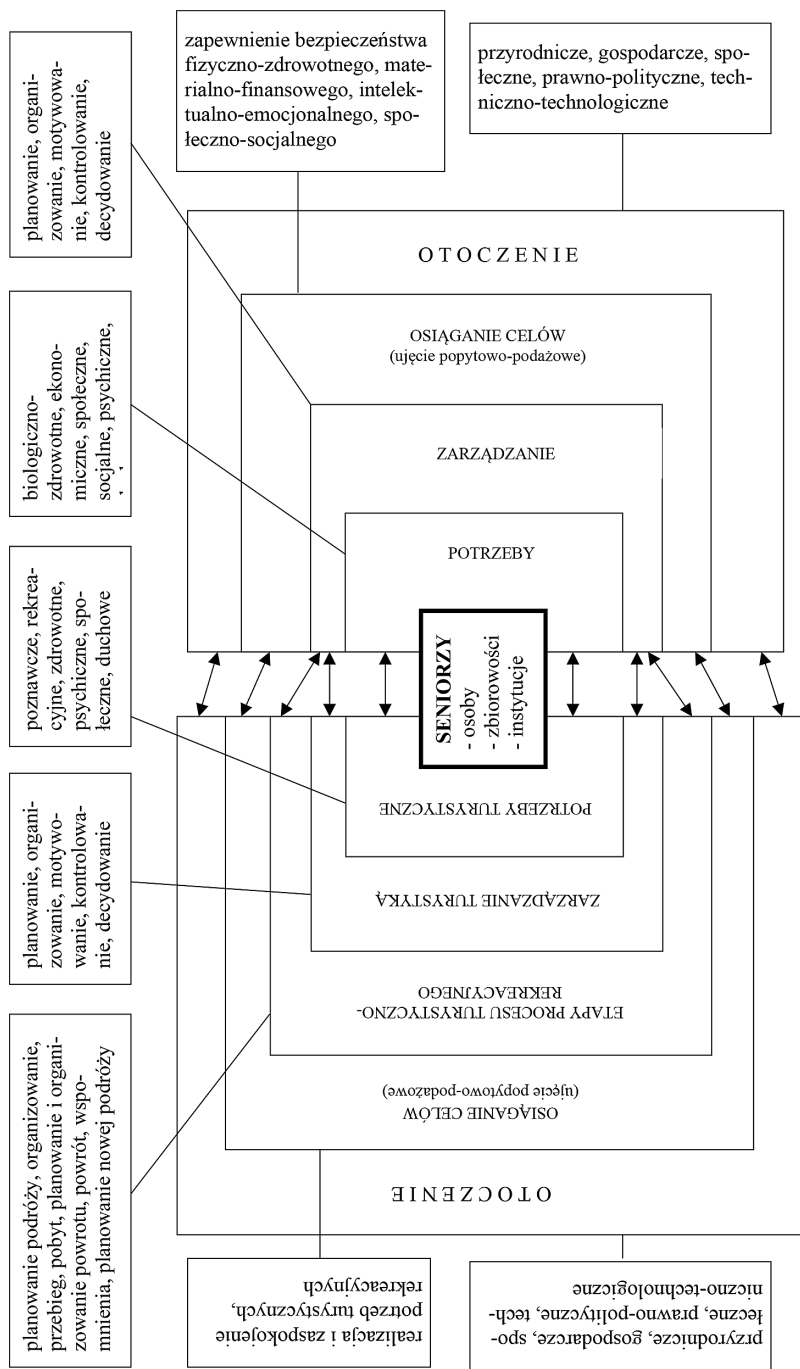 zapewnienie bezpieczeństwa
fizyczno-zdrowotnego, mate-
rialno-finansowego, intelek-
tualno-emocjonalnego, spo-
łeczno-socjalnego
przyrodnicze, gospodarcze, spo-
łeczne, prawno-polityczne, tech-
niczno-technologiczne
planowanie, organi-
zowanie, motywowa-
nie, kontrolowanie,
decydowanie
biologiczno-
zdrowotne, ekono-
miczne, społeczne,
socjalne, psychiczne,
poznawcze, rekrea-
cyjne, zdrowotne,
psychiczne, spo-
łeczne, duchowe
planowanie, organi-
zowanie, motywo-
wanie, kontrolowa-
nie, decydowanie
planowanie podróży, organizowanie,
przebieg, pobyt, planowanie i organi-
zowanie powrotu, powrót, wspo-
mnienia, planowanie nowej podróży
OTOCZENIE
OSIĄGANIE CELÓW
(ujęcie popytowo-podażowe)
ZARZĄDZANIE
POTRZEBY
SENIORZY
- osoby
- zbiorowości
- instytucje
POTRZEBY TURYSTYCZNE
ZARZĄDZANIE TURYSTYKĄ
ETAPY PROCESU TURYSTYCZNO-
REKREACYJNEGO
OSIĄGANIE CELÓW
(ujęcie popytowo-podażowe)
OTOCZENIE
realizacja i zaspokojenie
potrzeb turystycznych,
rekreacyjnych
przyrodnicze, gospodarcze, spo-
łeczne, prawno-polityczne, tech-
niczno-technologiczne